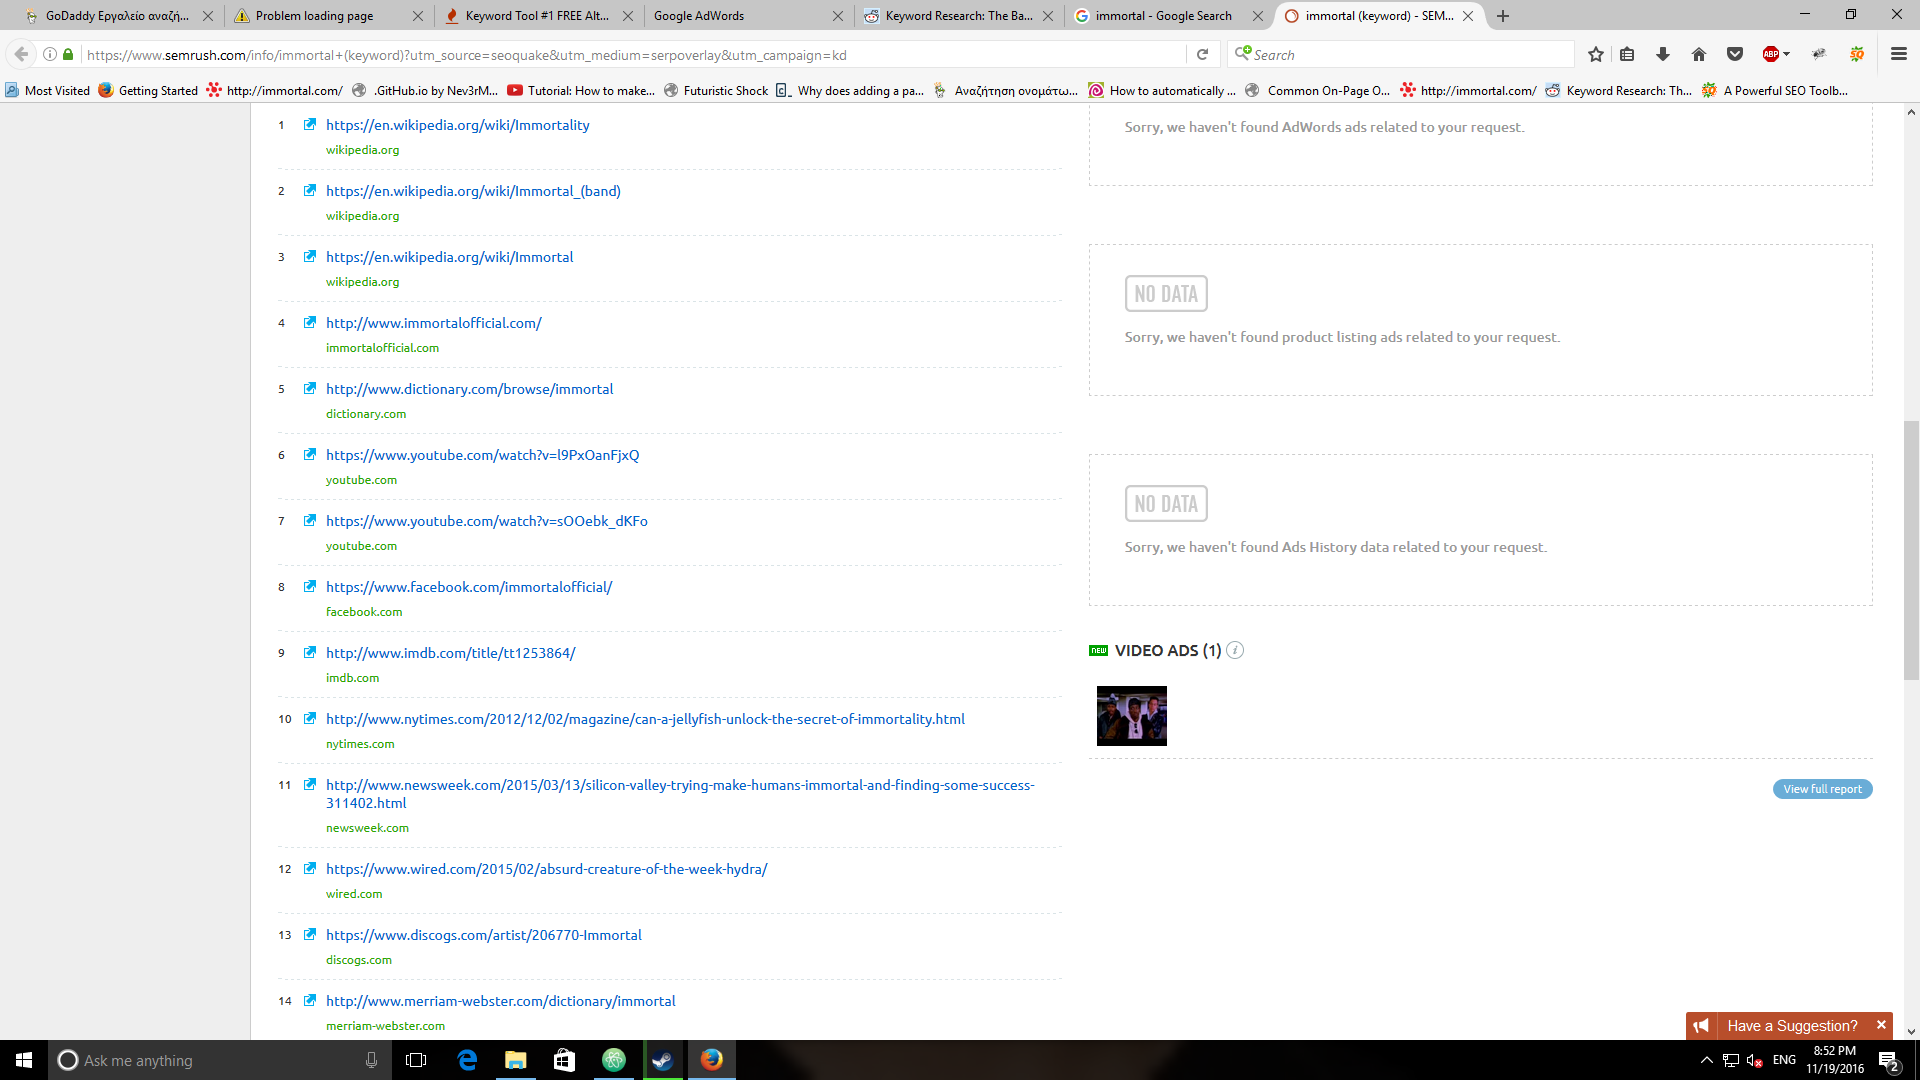 GoDaddy Εργαλείο αναζή...
Problem loading page
Keyword Tool #1 FREE Alt...
Google AdWords
Keyword Research: The Ba...
immortal - Google Search
immortal (keyword) - SEM...
https://www.semrush.com/info/immortal+(keyword)?utm_source=seoquake&utm_medium=serpoverlay&utm_campaign=kd
Search
ABP
Most Visited
Getting Started
http://immortal.com/
.GitHub.io by Nev3rM...
Tutorial: How to make...
Futuristic Shock
Why does adding a pa...
Αναζήτηση ονομάτω...
How to automatically ...
Common On-Page O...
http://immortal.com/
Keyword Research: Th...
A Powerful SEO Toolb...
1 https://en.wikipedia.org/wiki/Immortality
wikipedia.org
2 https://en.wikipedia.org/wiki/Immortal_(band)
wikipedia.org
3 https://en.wikipedia.org/wiki/Immortal
wikipedia.org
4 http://www.immortalofficial.com/
immortalofficial.com
5 http://www.dictionary.com/browse/immortal
dictionary.com
6 https://www.youtube.com/watch?v=l9PxOanFjxQ
youtube.com
7 https://www.youtube.com/watch?v=sOOebk_dKFo
youtube.com
8 https://www.facebook.com/immortalofficial/
facebook.com
9 http://www.imdb.com/title/tt1253864/
imdb.com
10 http://www.nytimes.com/2012/12/02/magazine/can-a-jellyfish-unlock-the-secret-of-immortality.html
nytimes.com
11 http://www.newsweek.com/2015/03/13/silicon-valley-trying-make-humans-immortal-and-finding-some-success-
311402.html
newsweek.com
12 https://www.wired.com/2015/02/absurd-creature-of-the-week-hydra/
wired.com
13 https://www.discogs.com/artist/206770-Immortal
discogs.com
14 http://www.merriam-webster.com/dictionary/immortal
merriam-webster.com
Sorry, we haven't found AdWords ads related to your request.
NO DATA
Sorry, we haven't found product listing ads related to your request.
NO DATA
Sorry, we haven't found Ads History data related to your request.
new VIDEO ADS (1) i
View full report
Have a Suggestion? ×
Ask me anything
ENG
8:52 PM
11/19/2016
2